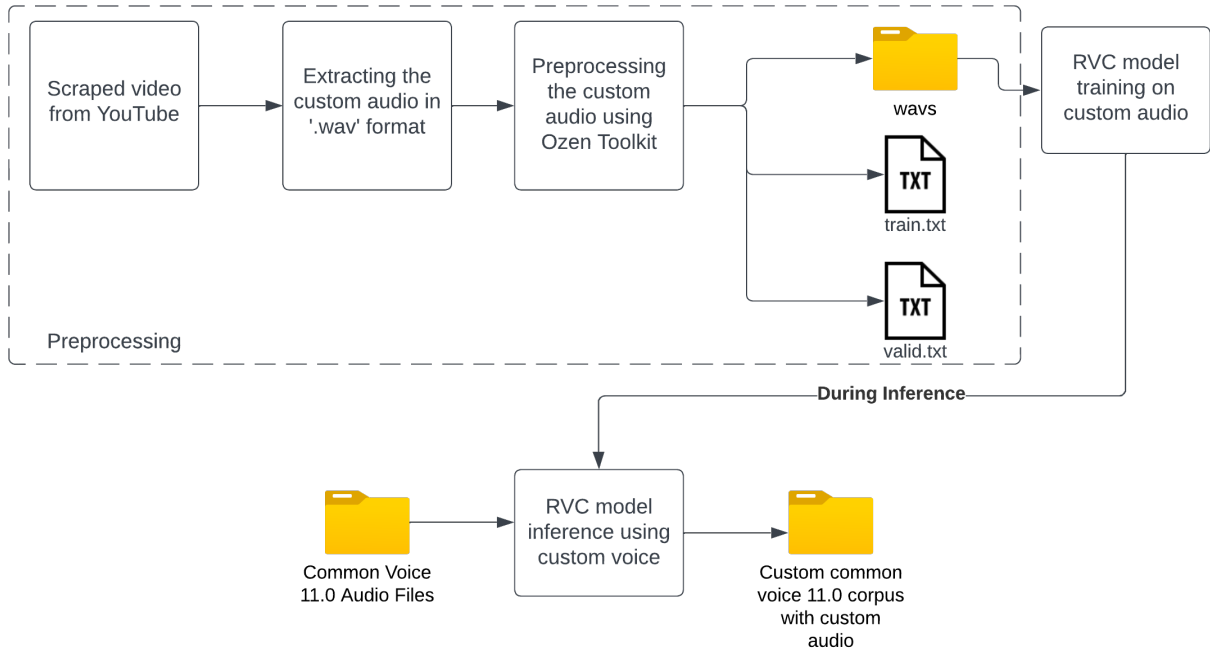 Scraped video
from YouTube
Extracting the
custom audio in
'.wav' format
Preprocessing
the custom
audio using
Ozen Toolkit
wavs
RVC model
training on
custom audio
TXT
train.txt
TXT
valid.txt
Preprocessing
During Inference
Common Voice
11.0 Audio Files
RVC model
inference using
custom voice
Custom common
voice 11.0 corpus
with custom
audio